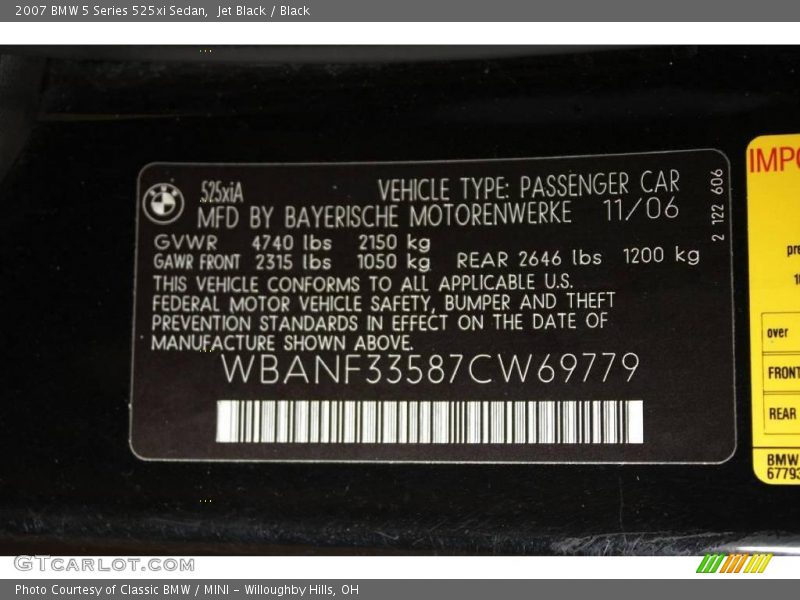 2007 BMW 5 Series 525xi Sedan, Jet Black / Black
525xiA
VEHICLE TYPE: PASSENGER CAR
MFD BY BAYERISCHE MOTORENWERKE 11/06
2 122 606
GVWR 4740 lbs 2150 kg
GAWR FRONT 2315 lbs 1050 kg REAR 2646 lbs 1200 kg
THIS VEHICLE CONFORMS TO ALL APPLICABLE U.S.
FEDERAL MOTOR VEHICLE SAFETY, BUMPER AND THEFT
PREVENTION STANDARDS IN EFFECT ON THE DATE OF
MANUFACTURE SHOWN ABOVE.
WBANF33587CW69779
over
FRONT
REAR
BMW
GTCARLOT.COM
Photo Courtesy of Classic BMW / MINI - Willoughby Hills, OH